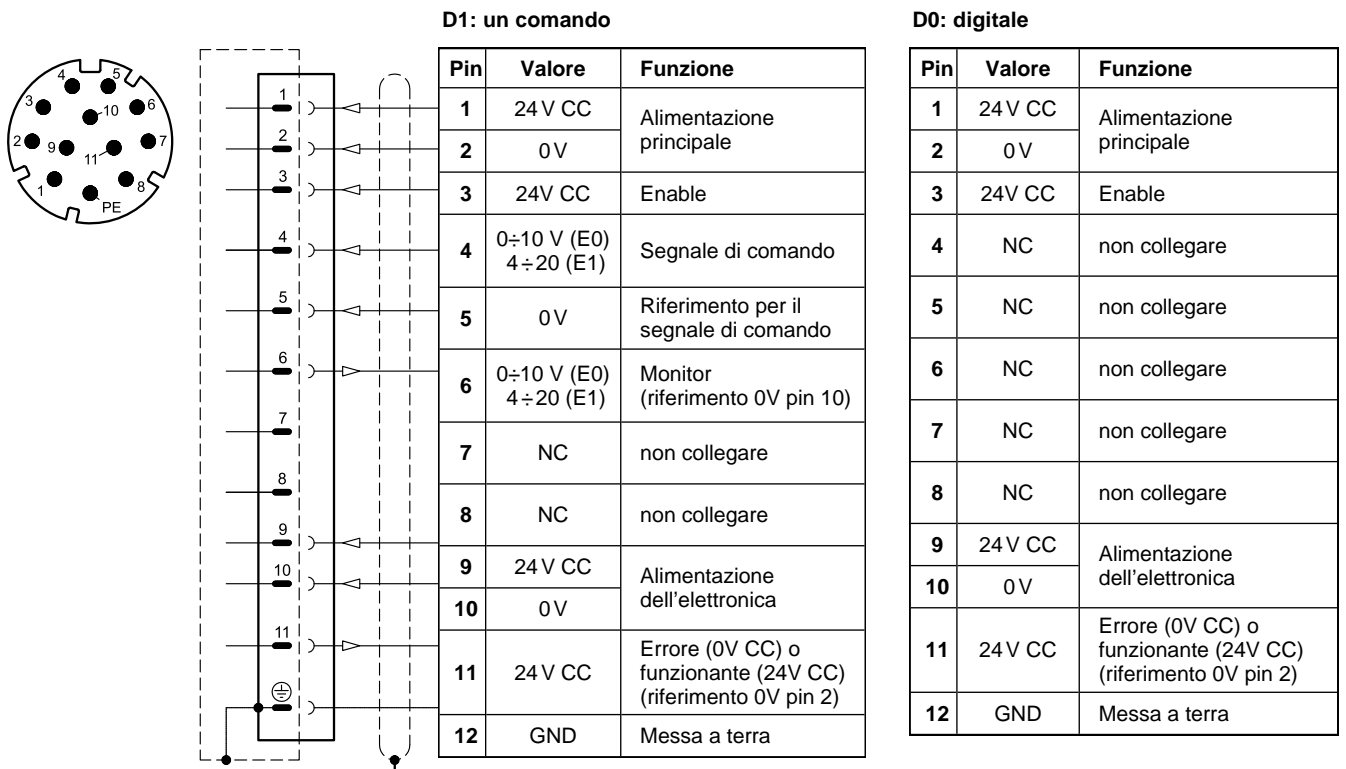 D1: un comando
D0: digitale
4 5
3 10 6
2 9 11 7
1 8
PE
1
2
3
4
5
6
7
8
9
10
11
Pin Valore Funzione
1 24 V CC Alimentazione principale
2 0 V
3 24V CC Enable
4 0÷10 V (E0) 4÷20 (E1) Segnale di comando
5 0 V Riferimento per il segnale di comando
6 0÷10 V (E0) 4÷20 (E1) Monitor (riferimento 0V pin 10)
7 NC non collegare
8 NC non collegare
9 24 V CC Alimentazione dell'elettronica
10 0 V
11 24 V CC Errore (0V CC) o funzionante (24V CC) (riferimento 0V pin 2)
12 GND Messa a terra
Pin Valore Funzione
1 24 V CC Alimentazione principale
2 0 V
3 24V CC Enable
4 NC non collegare
5 NC non collegare
6 NC non collegare
7 NC non collegare
8 NC non collegare
9 24 V CC Alimentazione dell'elettronica
10 0 V
11 24 V CC Errore (0V CC) o funzionante (24V CC) (riferimento 0V pin 2)
12 GND Messa a terra